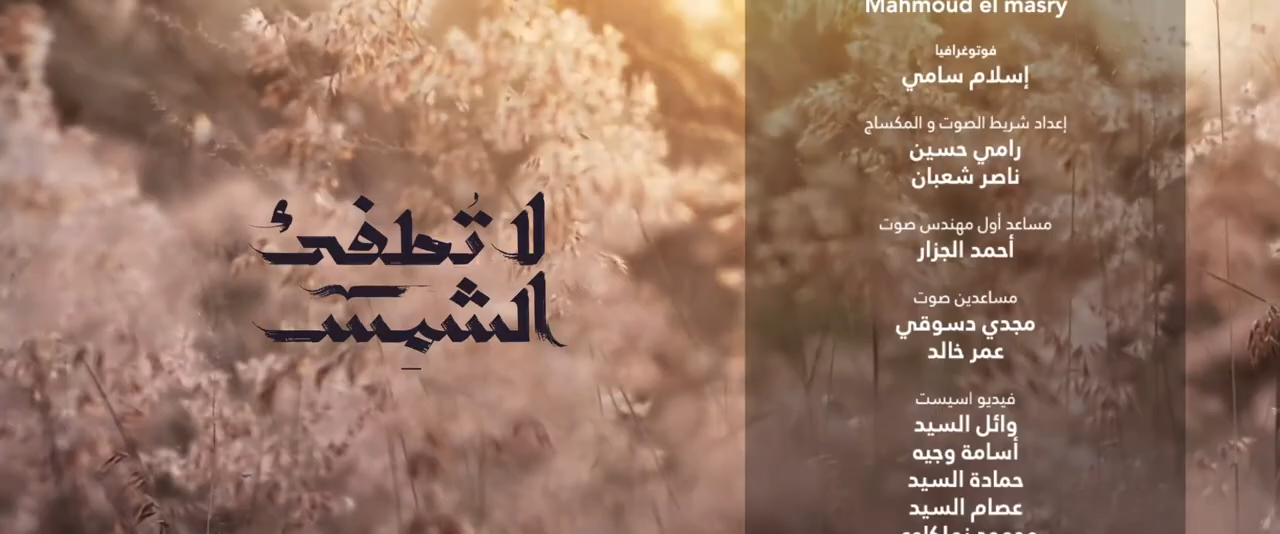 لا تُطفئ
الشمسِ
Mahmoud el masry
فوتوغرافيا
إسلام سامي
إعداد شريط الصوت و المكساج
رامي حسين
ناصر شعبان
مساعد أول مهندس صوت
أحمد الجزار
مساعدين صوت
مجدي دسوقي
عمر خالد
فيديو اسيست
وائل السيد
أسامة وجيه
حمادة السيد
عصام السيد